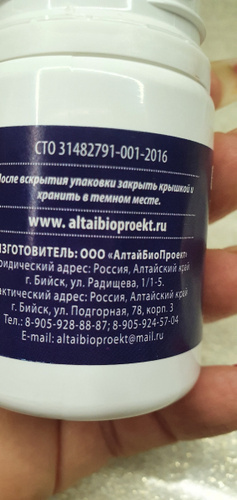 СТО 31482791-001-2016
После вскрытия упаковки закрыть крышкой и
хранить в темном месте.
www. altaibioproekt.ru
ИЗГОТОВИТЕЛЬ: ООО «АлтайБиоПроект»
ридический адрес: Россия, Алтайский край
г. Бийск, ул. Радищева, 1/1-5.
актический адрес: Россия, Алтайский край
г. Бийск, ул. Подгорная, 78, корп. 3
Тел.: 8-905-928-88-87; 8-905-924-57-04
E-mail: altaibioproekt@mail.ru